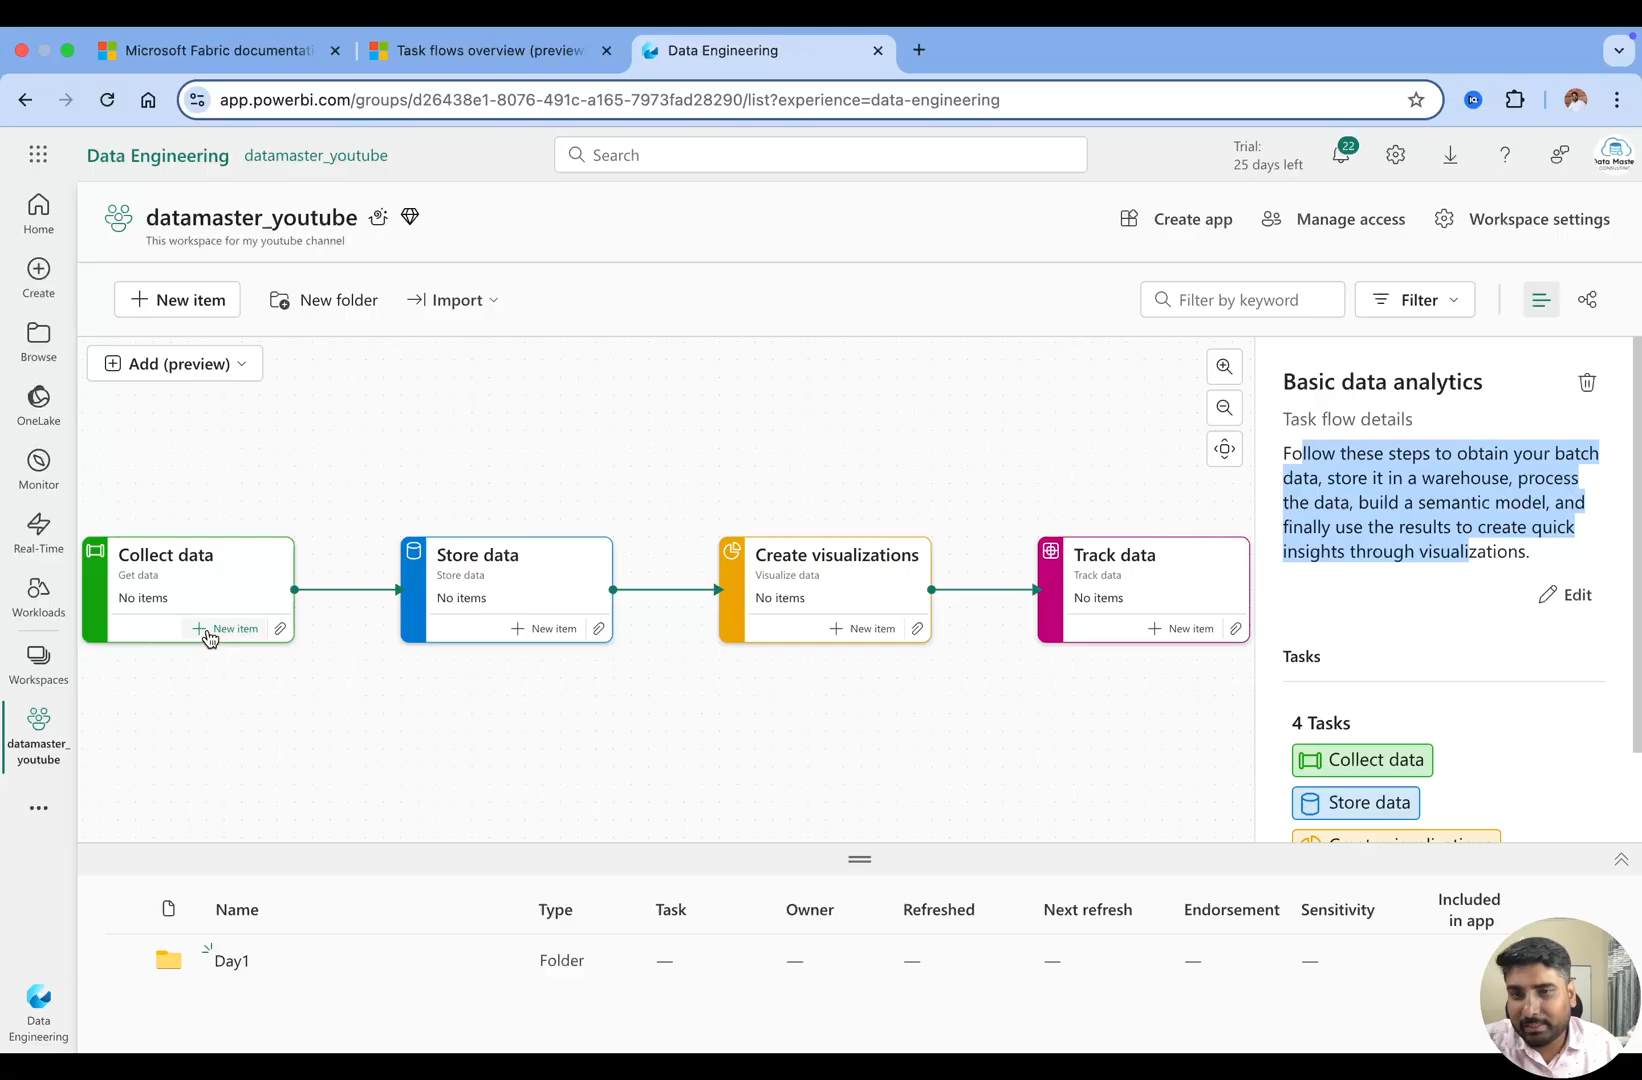 Microsoft Fabric documentati
Task flows overview (preview
Data Engineering
app.powerbi.com/groups/d26438e1-8076-491c-a165-7973fad28290/list?experience=data-engineering
Data Engineering
datamaster_youtube
Search
Trial:
25 days left
22
Data Maste
CONSULTING
Home
Create
Browse
OneLake
Monitor
Real-Time
Workloads
Workspaces
datamaster_
youtube
Data
Engineering
datamaster_youtube
This workspace for my youtube channel
Create app
Manage access
Workspace settings
New item
New folder
Import
Filter by keyword
Filter
Add (preview)
Collect data
Get data
No items
New item
Store data
Store data
No items
New item
Create visualizations
Visualize data
No items
New item
Track data
Track data
No items
New item
Basic data analytics
Task flow details
Follow these steps to obtain your batch
data, store it in a warehouse, process
the data, build a semantic model, and
finally use the results to create quick
insights through visualizations.
Edit
Tasks
4 Tasks
Collect data
Store data
Name
Type
Task
Owner
Refreshed
Next refresh
Endorsement
Sensitivity
Included
in app
Day1
Folder
—
—
—
—
—
—